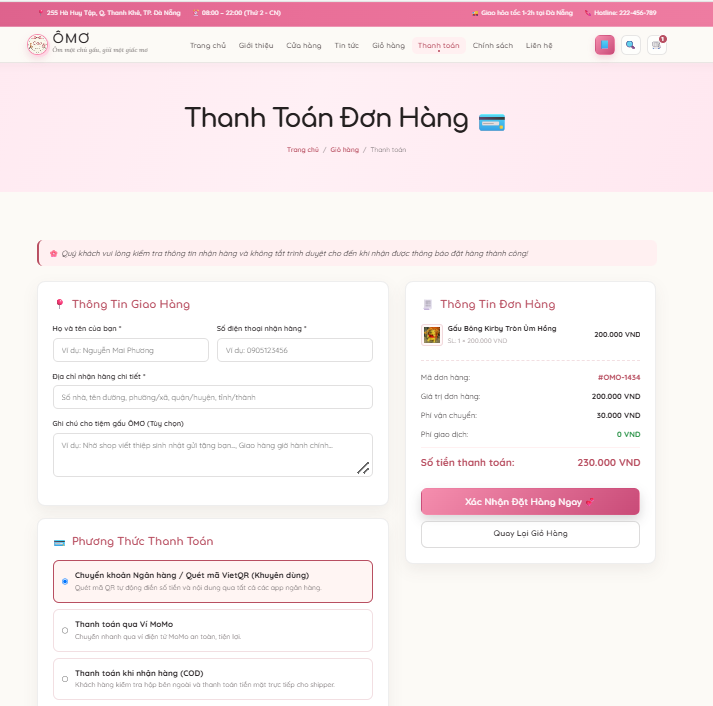 255 Hà Huy Tập, Q. Thanh Khê, TP. Đà Nẵng
08:00 – 22:00 (Thứ 2 - CN)
Giao hỏa tốc 1-2h tại Đà Nẵng
Hotline: 222-456-789
ÔMƠ
Ôm một chú gấu, giữ một giấc mơ
Trang chủ
Giới thiệu
Cửa hàng
Tin tức
Giỏ hàng
Thanh toán
Chính sách
Liên hệ
1
Thanh Toán Đơn Hàng
Trang chủ / Giỏ hàng / Thanh toán
Quý khách vui lòng kiểm tra thông tin nhận hàng và không tắt trình duyệt cho đến khi nhận được thông báo đặt hàng thành công!
Thông Tin Giao Hàng
Họ và tên của bạn *
Số điện thoại nhận hàng *
Ví dụ: Nguyễn Mai Phương
Ví dụ: 0905123456
Địa chỉ nhận hàng chi tiết *
Số nhà, tên đường, phường/xã, quận/huyện, tỉnh/thành
Ghi chú cho tiệm gấu ÔMƠ (Tùy chọn)
Ví dụ: Nhờ shop viết thiệp sinh nhật gửi tặng bạn..., Giao hàng giờ hành chính...
Phương Thức Thanh Toán
Chuyển khoản Ngân hàng / Quét mã VietQR (Khuyên dùng)
Quét mã QR tự động điền số tiền và nội dung qua tất cả các app ngân hàng.
Thanh toán qua Ví MoMo
Chuyển nhanh qua ví điện tử MoMo an toàn, tiện lợi.
Thanh toán khi nhận hàng (COD)
Khách hàng kiểm tra hộp bên ngoài và thanh toán tiền mặt trực tiếp cho shipper.
Thông Tin Đơn Hàng
Gấu Bông Kirby Tròn Ủm Hồng
SL: 1 × 200.000 VND
200.000 VND
Mã đơn hàng:
#OMO-1434
Giá trị đơn hàng:
200.000 VND
Phí vận chuyển:
30.000 VND
Phí giao dịch:
0 VND
Số tiền thanh toán:
230.000 VND
Xác Nhận Đặt Hàng Ngay
Quay Lại Giỏ Hàng